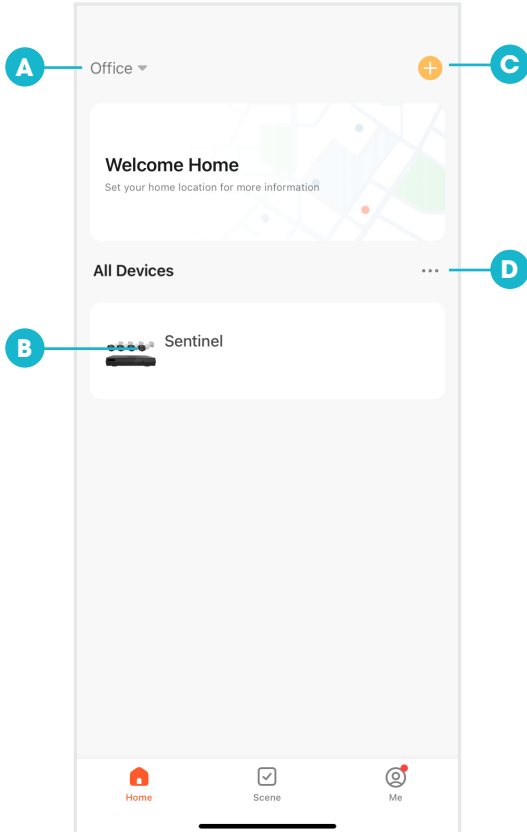 A
Office
C
Welcome Home
Set your home location for more information
All Devices
D
B
Sentinel
Home
Scene
Me